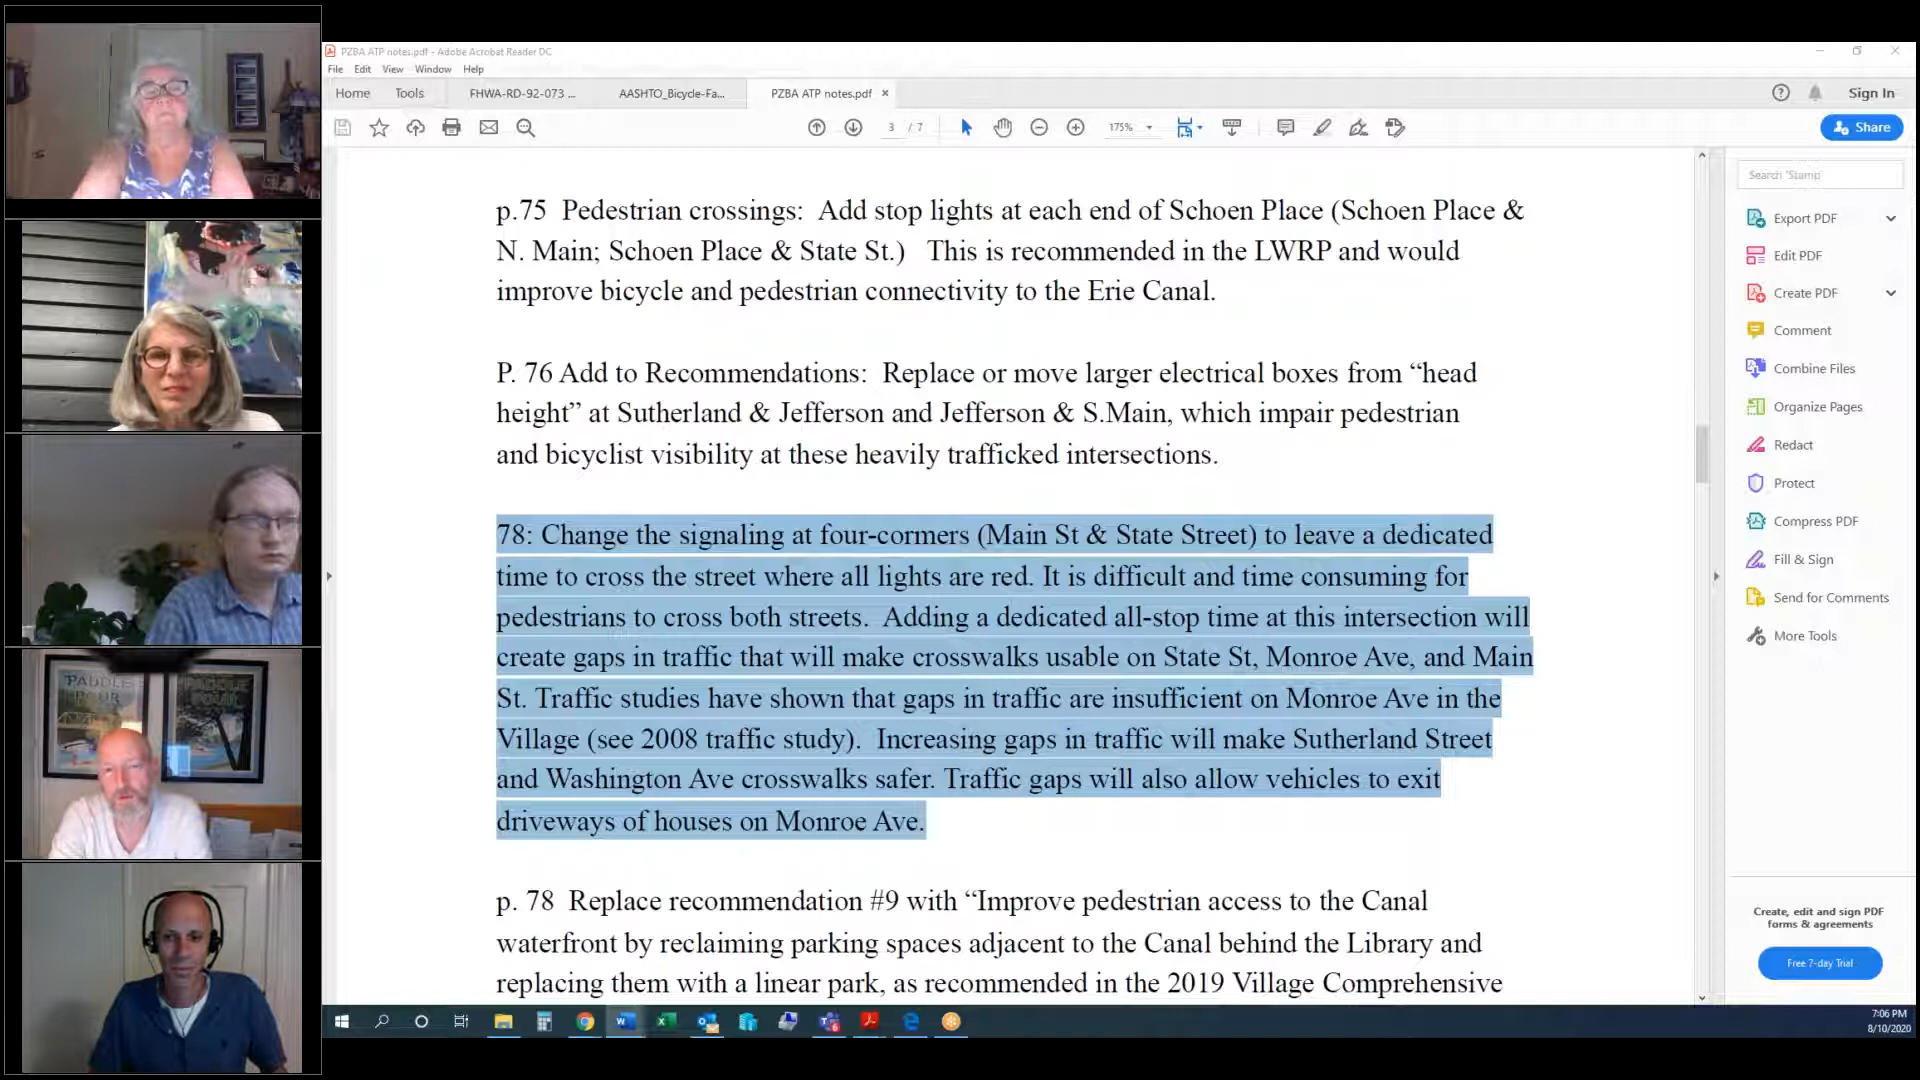 PZBA ATP notes.pdf - Adobe Acrobat Reader DC
File Edit View Window Help
Home Tools FHWA-RD-92-073 ... AASHTO_Bicycle-Fa... PZBA ATP notes.pdf × Sign In
3 / 7 175% Share
p.75 Pedestrian crossings: Add stop lights at each end of Schoen Place (Schoen Place &
N. Main; Schoen Place & State St.) This is recommended in the LWRP and would
improve bicycle and pedestrian connectivity to the Erie Canal.
P. 76 Add to Recommendations: Replace or move larger electrical boxes from “head
height” at Sutherland & Jefferson and Jefferson & S.Main, which impair pedestrian
and bicyclist visibility at these heavily trafficked intersections.
78: Change the signaling at four-cormers (Main St & State Street) to leave a dedicated
time to cross the street where all lights are red. It is difficult and time consuming for
pedestrians to cross both streets. Adding a dedicated all-stop time at this intersection will
create gaps in traffic that will make crosswalks usable on State St, Monroe Ave, and Main
St. Traffic studies have shown that gaps in traffic are insufficient on Monroe Ave in the
Village (see 2008 traffic study). Increasing gaps in traffic will make Sutherland Street
and Washington Ave crosswalks safer. Traffic gaps will also allow vehicles to exit
driveways of houses on Monroe Ave.
p. 78 Replace recommendation #9 with “Improve pedestrian access to the Canal
waterfront by reclaiming parking spaces adjacent to the Canal behind the Library and
replacing them with a linear park, as recommended in the 2019 Village Comprehensive
Search 'Stamp
Export PDF
Edit PDF
Create PDF
Comment
Combine Files
Organize Pages
Redact
Protect
Compress PDF
Fill & Sign
Send for Comments
More Tools
Create, edit and sign PDF
forms & agreements
Free 7-day Trial
7:06 PM
8/10/2020
PADDLE
POUR